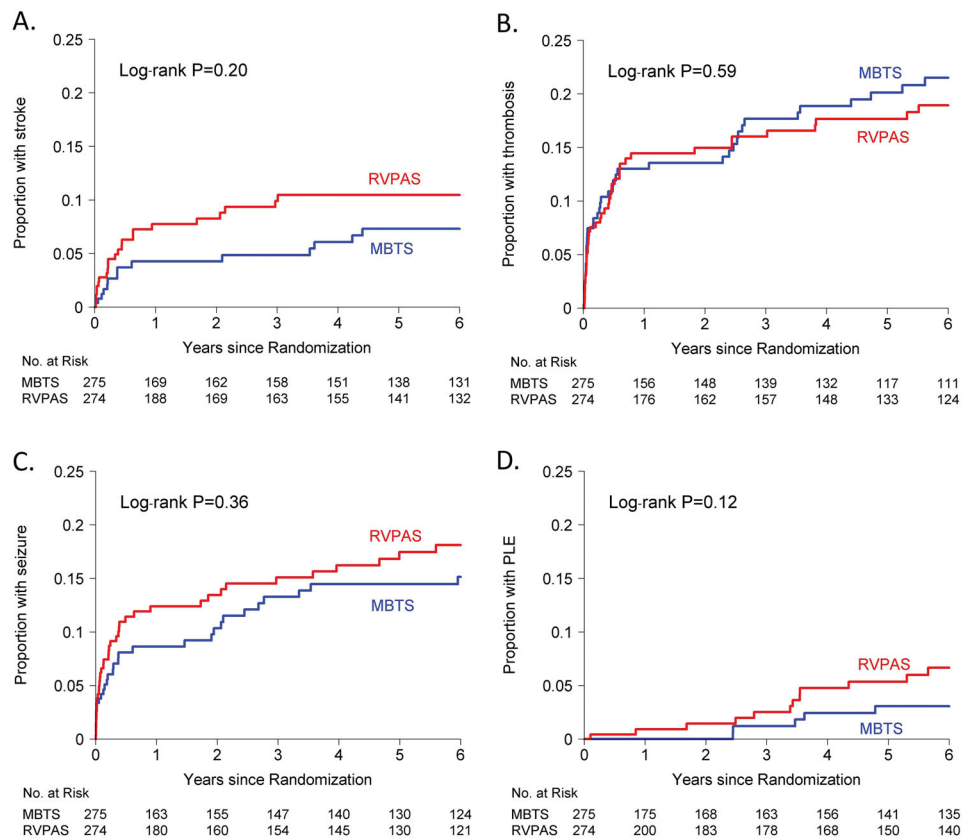 A.
0.25
Log-rank P=0.20
0.2
0.15
RVPAS
0.1
MBTS
0.05
0
Proportion with stroke
0 1 2 3 4 5 6
Years since Randomization
No. at Risk
MBTS 275 169 162 158 151 138 131
RVPAS 274 188 169 163 155 141 132
B.
0.25
Log-rank P=0.59
MBTS
0.2
RVPAS
0.15
0.1
0.05
0
Proportion with thrombosis
0 1 2 3 4 5 6
Years since Randomization
No. at Risk
MBTS 275 156 148 139 132 117 111
RVPAS 274 176 162 157 148 133 124
C.
0.25
Log-rank P=0.36
0.2
RVPAS
0.15
MBTS
0.1
0.05
0
Proportion with seizure
0 1 2 3 4 5 6
Years since Randomization
No. at Risk
MBTS 275 163 155 147 140 130 124
RVPAS 274 180 160 154 145 130 121
D.
0.25
Log-rank P=0.12
0.2
0.15
0.1
RVPAS
0.05
MBTS
0
Proportion with PLE
0 1 2 3 4 5 6
Years since Randomization
No. at Risk
MBTS 275 175 168 163 156 141 135
RVPAS 274 200 183 178 168 150 140